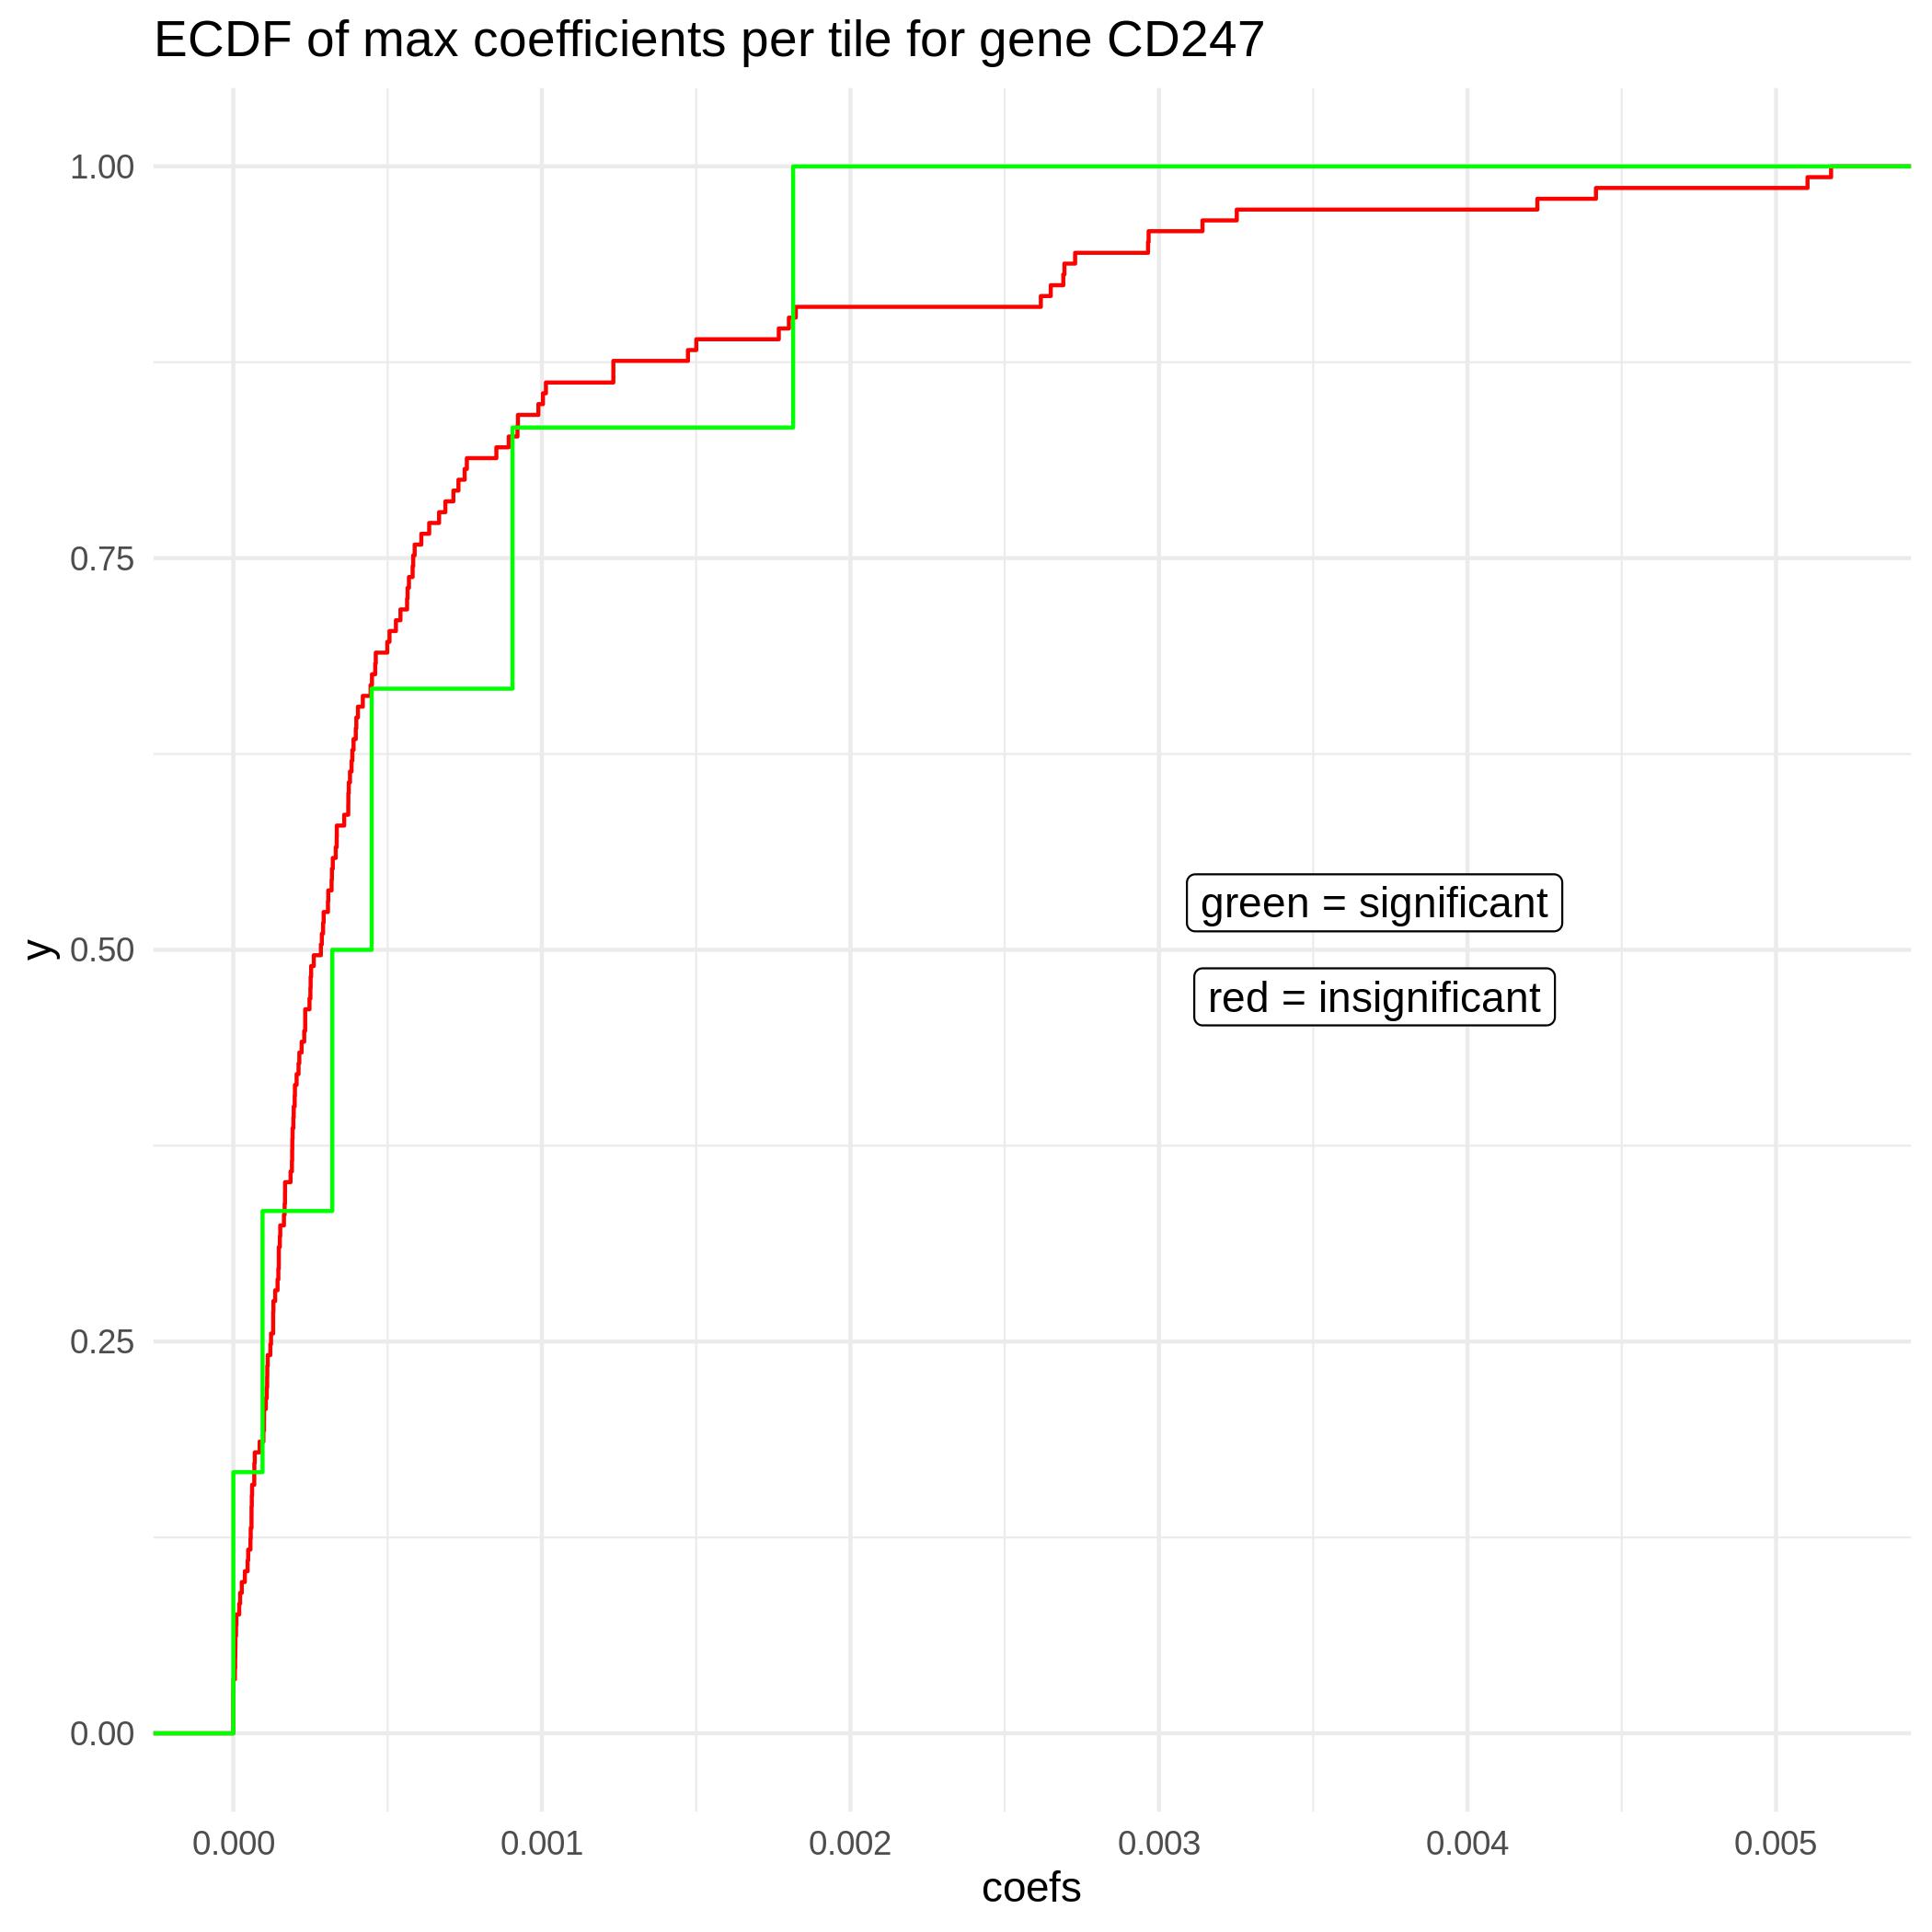 ECDF of max coefficients per tile for gene CD247
1.00
0.75
0.50
0.25
0.00
y
green = significant
red = insignificant
0.000 0.001 0.002 0.003 0.004 0.005
coefs